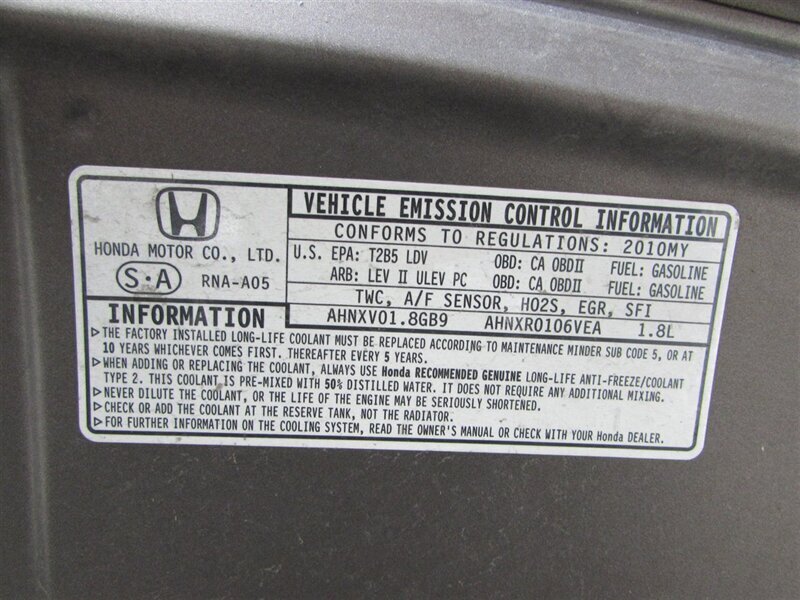 VEHICLE EMISSION CONTROL INFORMATION
CONFORMS TO REGULATIONS: 2010MY
HONDA MOTOR CO., LTD.
S·A RNA-A05
U.S. EPA: T2B5 LDV OBD: CA OBDII FUEL: GASOLINE
ARB: LEV II ULEV PC OBD: CA OBDII FUEL: GASOLINE
TWC, A/F SENSOR, HO2S, EGR, SFI
AHNXV01.8GB9 AHNXR0106VEA 1.8L
INFORMATION
▷THE FACTORY INSTALLED LONG-LIFE COOLANT MUST BE REPLACED ACCORDING TO MAINTENANCE MINDER SUB CODE 5, OR AT
10 YEARS WHICHEVER COMES FIRST. THEREAFTER EVERY 5 YEARS.
▷WHEN ADDING OR REPLACING THE COOLANT, ALWAYS USE Honda RECOMMENDED GENUINE LONG-LIFE ANTI-FREEZE/COOLANT
TYPE 2. THIS COOLANT IS PRE-MIXED WITH 50% DISTILLED WATER. IT DOES NOT REQUIRE ANY ADDITIONAL MIXING.
▷NEVER DILUTE THE COOLANT, OR THE LIFE OF THE ENGINE MAY BE SERIOUSLY SHORTENED.
▷CHECK OR ADD THE COOLANT AT THE RESERVE TANK, NOT THE RADIATOR.
▷FOR FURTHER INFORMATION ON THE COOLING SYSTEM, READ THE OWNER'S MANUAL OR CHECK WITH YOUR Honda DEALER.